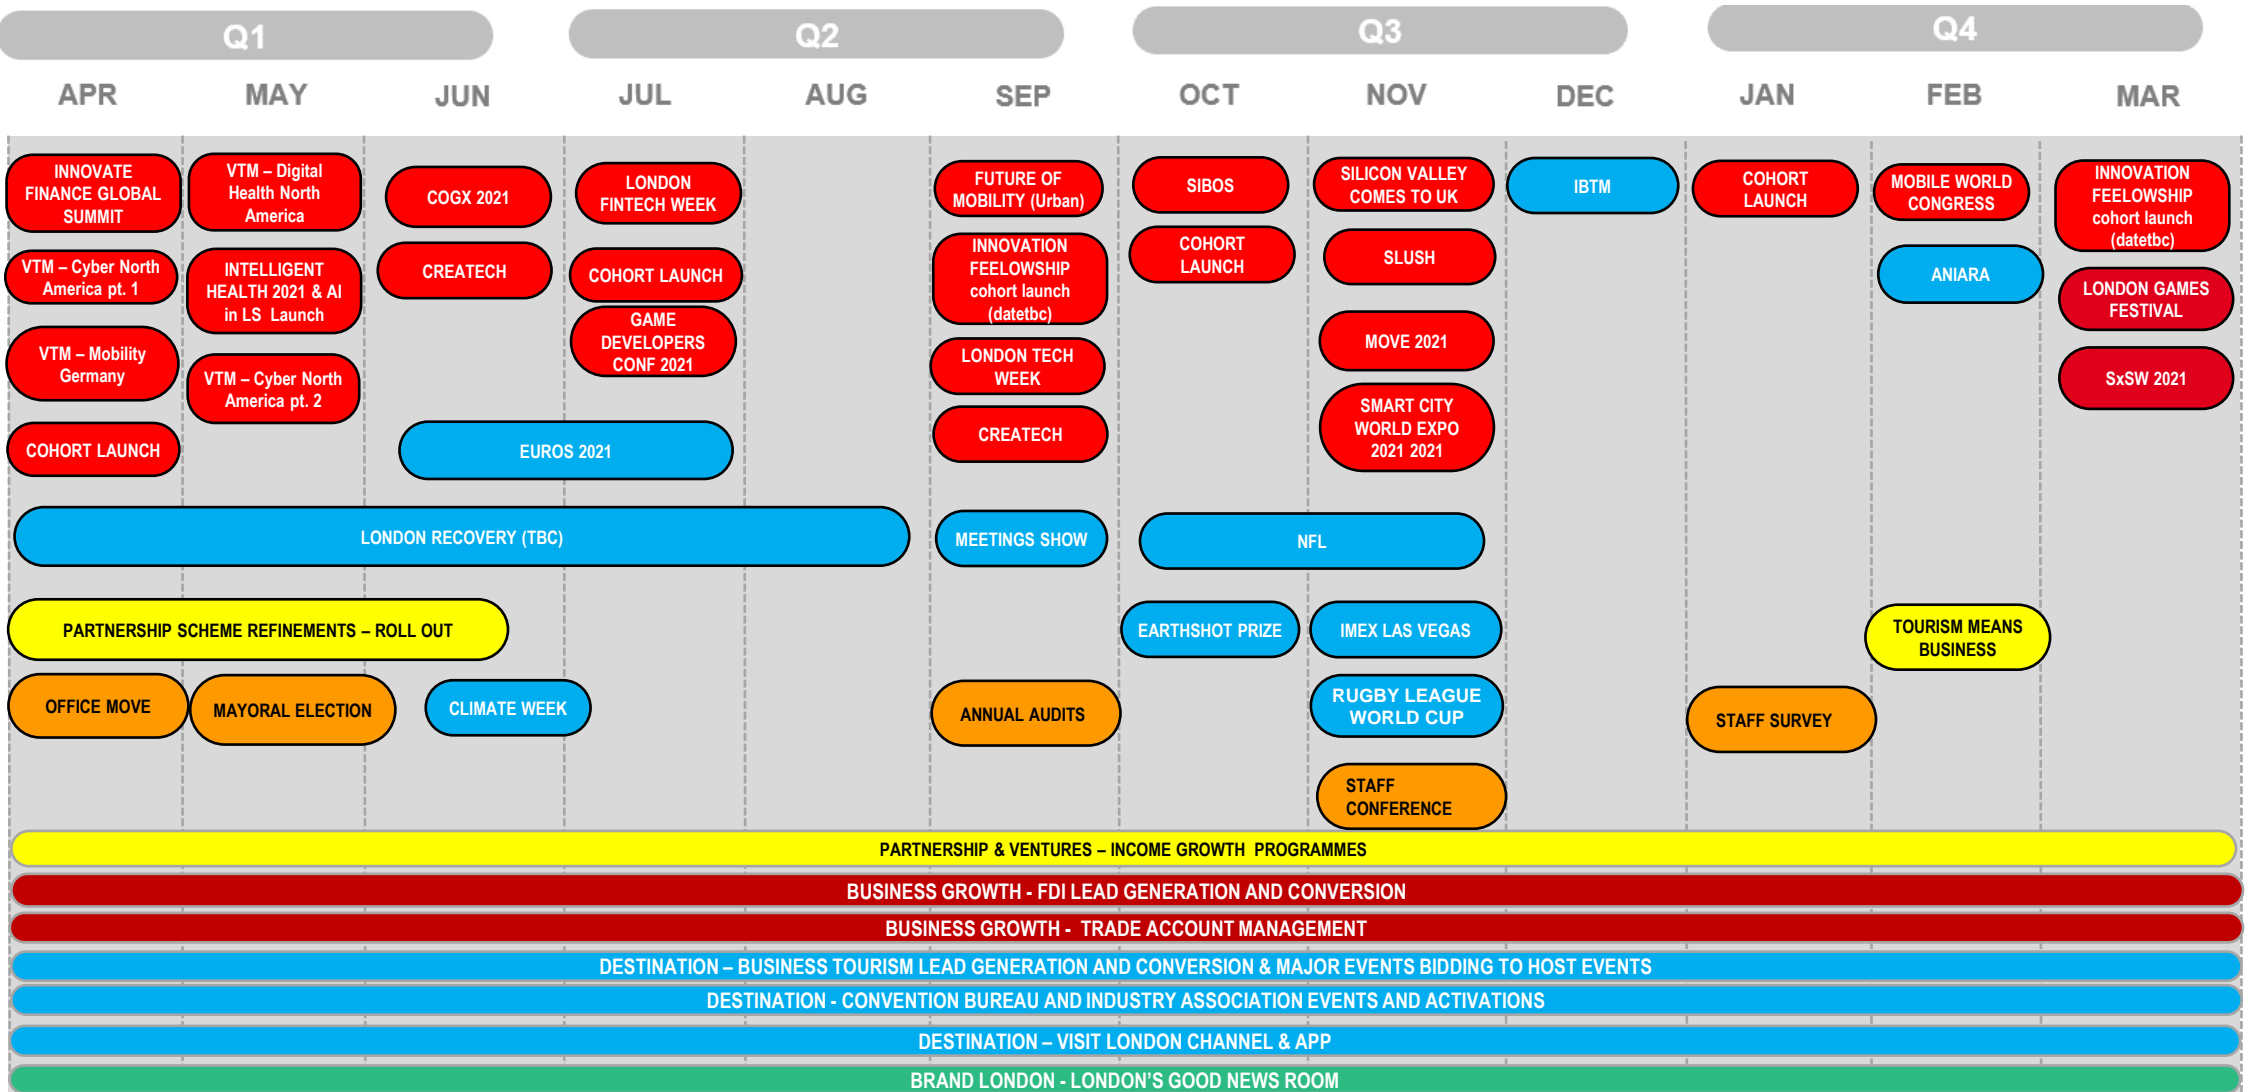 Q1
Q2
Q3
Q4
APR
MAY
JUN
JUL
AUG
SEP
OCT
NOV
DEC
JAN
FEB
MAR
INNOVATE
FINANCE GLOBAL
SUMMIT
VTM – Cyber North
America pt. 1
VTM – Mobility
Germany
COHORT LAUNCH
VTM – Digital
Health North
America
INTELLIGENT
HEALTH 2021 & AI
in LS Launch
VTM – Cyber North
America pt. 2
COGX 2021
CREATECH
LONDON
FINTECH WEEK
COHORT LAUNCH
GAME
DEVELOPERS
CONF 2021
EUROS 2021
FUTURE OF
MOBILITY (Urban)
INNOVATION
FEELOWSHIP
cohort launch
(datetbc)
LONDON TECH
WEEK
CREATECH
SIBOS
COHORT
LAUNCH
SILICON VALLEY
COMES TO UK
SLUSH
MOVE 2021
SMART CITY
WORLD EXPO
2021 2021
IBTM
COHORT
LAUNCH
MOBILE WORLD
CONGRESS
ANIARA
INNOVATION
FEELOWSHIP
cohort launch
(datetbc)
LONDON GAMES
FESTIVAL
SxSW 2021
LONDON RECOVERY (TBC)
MEETINGS SHOW
NFL
PARTNERSHIP SCHEME REFINEMENTS – ROLL OUT
EARTHSHOT PRIZE
IMEX LAS VEGAS
TOURISM MEANS
BUSINESS
OFFICE MOVE
MAYORAL ELECTION
CLIMATE WEEK
ANNUAL AUDITS
RUGBY LEAGUE
WORLD CUP
STAFF SURVEY
STAFF
CONFERENCE
PARTNERSHIP & VENTURES – INCOME GROWTH PROGRAMMES
BUSINESS GROWTH - FDI LEAD GENERATION AND CONVERSION
BUSINESS GROWTH - TRADE ACCOUNT MANAGEMENT
DESTINATION – BUSINESS TOURISM LEAD GENERATION AND CONVERSION & MAJOR EVENTS BIDDING TO HOST EVENTS
DESTINATION - CONVENTION BUREAU AND INDUSTRY ASSOCIATION EVENTS AND ACTIVATIONS
DESTINATION – VISIT LONDON CHANNEL & APP
BRAND LONDON - LONDON'S GOOD NEWS ROOM